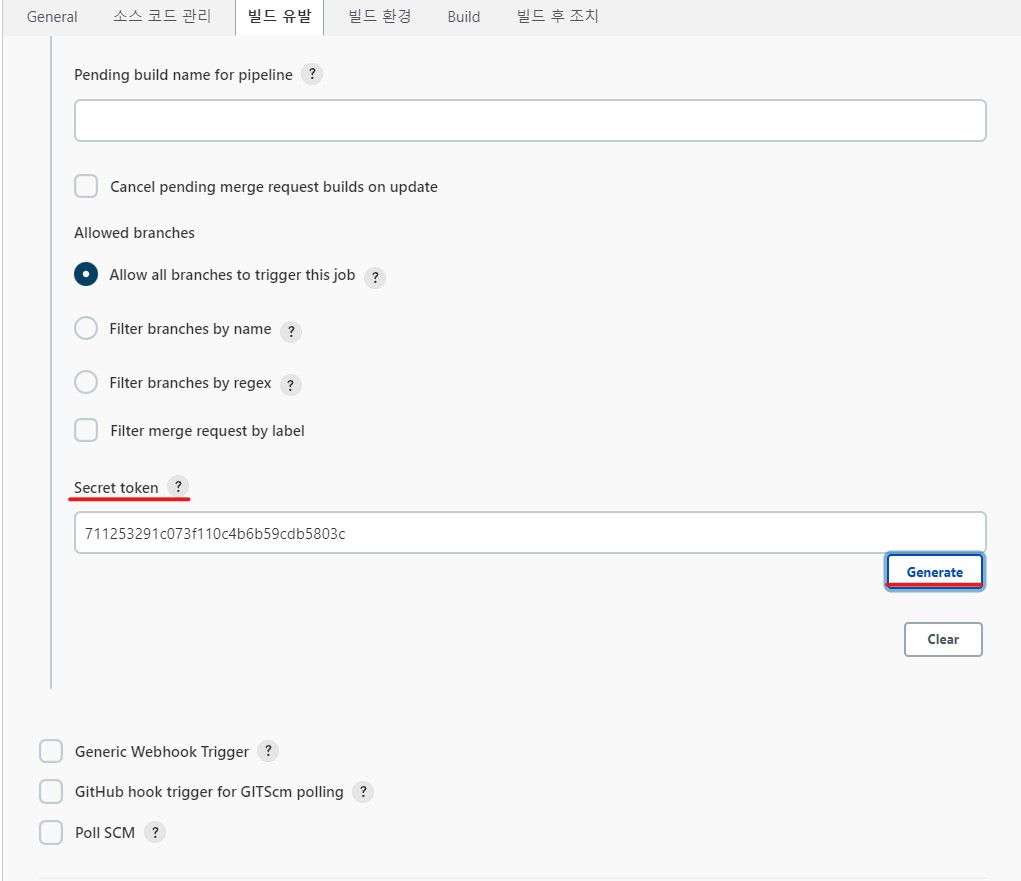 General 소스 코드 관리 빌드 유발 빌드 환경 Build 빌드 후 조치
Pending build name for pipeline ?
Cancel pending merge request builds on update
Allowed branches
Allow all branches to trigger this job ?
Filter branches by name ?
Filter branches by regex ?
Filter merge request by label
Secret token ?
711253291c073f110c4b6b59cdb5803c
Generate
Clear
Generic Webhook Trigger ?
GitHub hook trigger for GITScm polling ?
Poll SCM ?